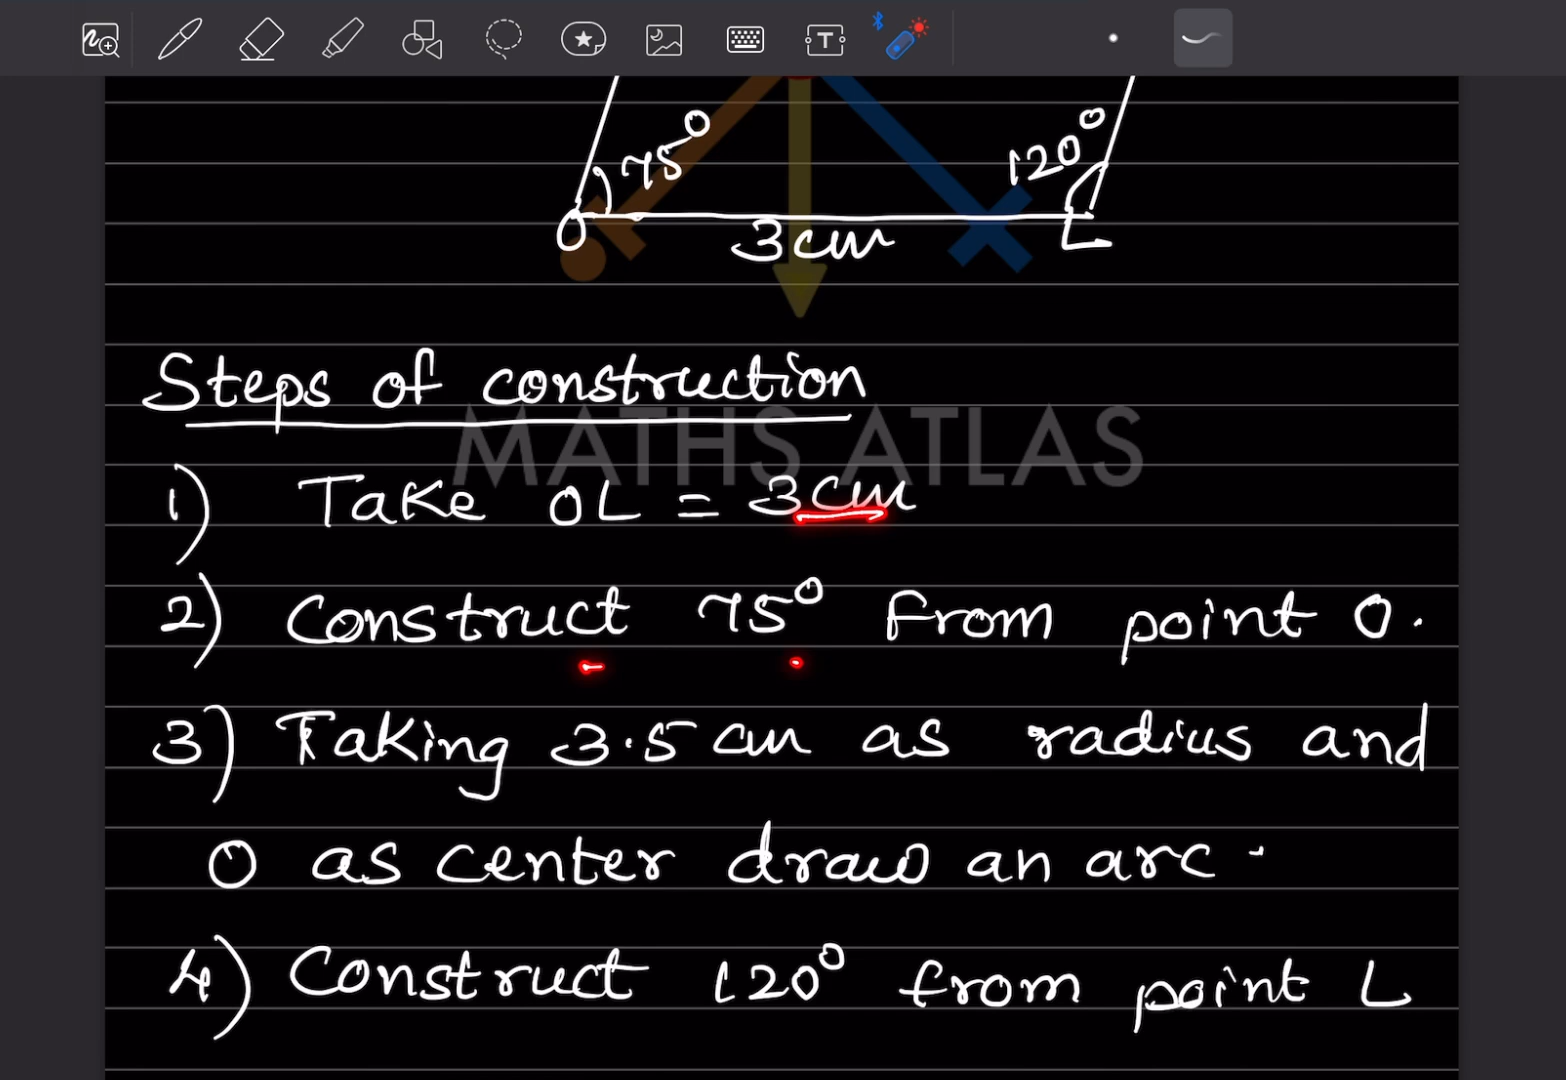 75° 120°
O 3cm L
Steps of construction
MATHS ATLAS
1) Take OL = 3cm
2) Construct 75° from point O.
3) Taking 3.5 cm as radius and
O as center draw an arc.
4) Construct 120° from point L